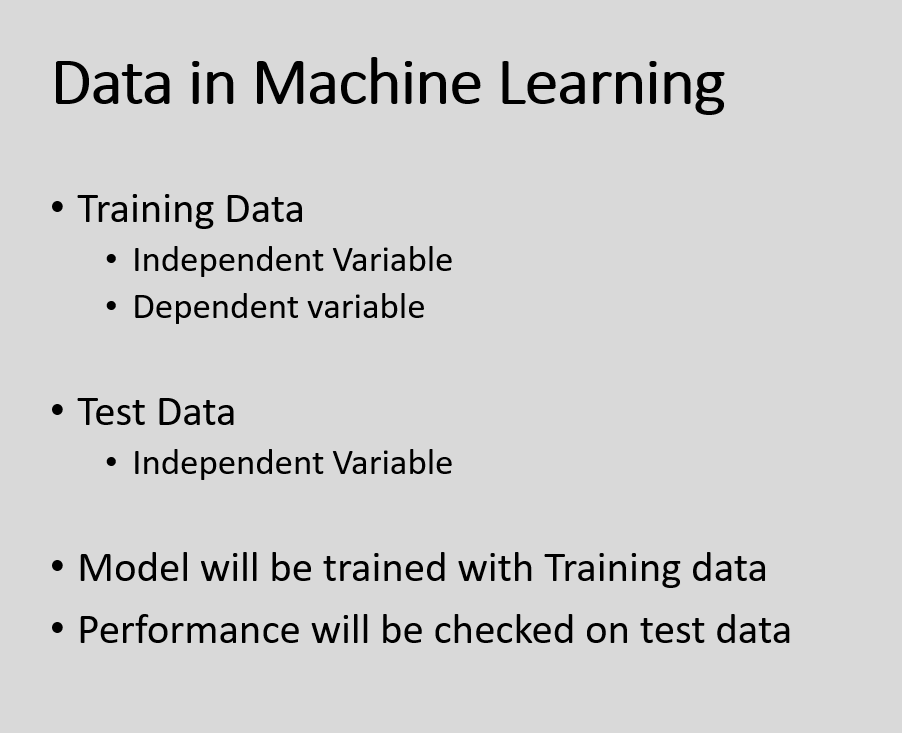 Data in Machine Learning
• Training Data
• Independent Variable
• Dependent variable
• Test Data
• Independent Variable
• Model will be trained with Training data
• Performance will be checked on test data